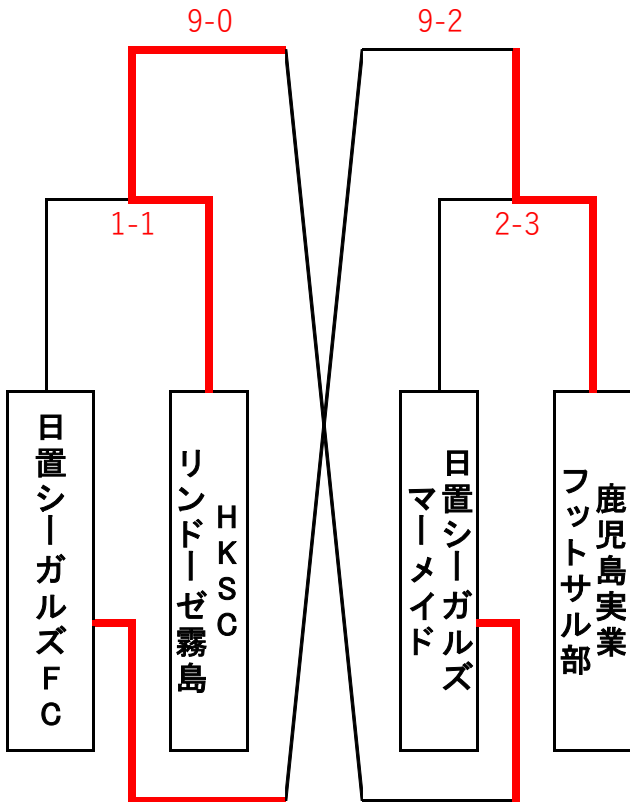 9-0
9-2
1-1
2-3
日置シーガルズFC
HKSC
リンドーゼ霧島
日置シーガルズ
マーメイド
鹿児島実業
フットサル部